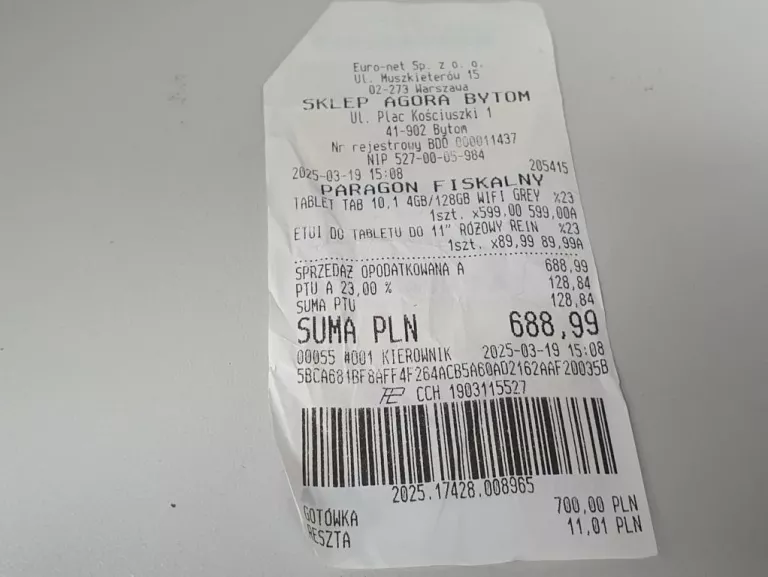 Euro-net Sp. z o. o.
Ul. Muszkieterów 15
02-273 Warszawa
SKLEP AGORA BYTOM
Ul. Plac Kościuszki 1
41-902 Bytom
Nr rejestrowy BDO 000011437
NIP 527-00-05-984
2025-03-19 15:08 205415
PARAGON FISKALNY
TABLET TAB 10,1 4GB/128GB WIFI GREY %23
1szt. x599,00 599,00A
ETUI DO TABLETU DO 11" RÓŻOWY REIN %23
1szt. x89,99 89,99A
SPRZEDAŻ OPODATKOWANA A 688,99
PTU A 23,00 % 128,84
SUMA PTU 128,84
SUMA PLN 688,99
00055 #001 KIEROWNIK 2025-03-19 15:08
5BCA681BF8AFF4F264ACB5A60AD2162AAF20035B
CCH 1903115527
2025.17428.008965
GOTÓWKA 700,00 PLN
RESZTA 11,01 PLN